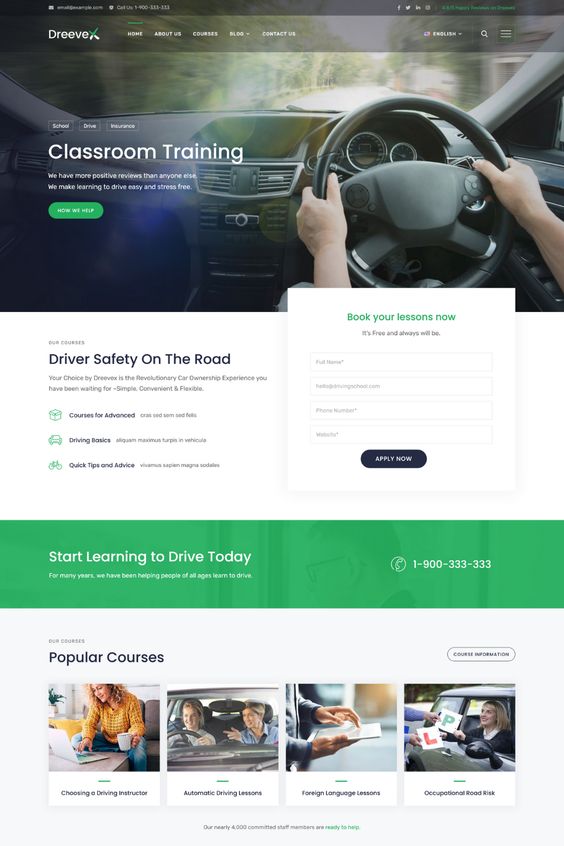 email@example.com
Call Us: 1-900-333-333
4.8/5 Happy Reviews on Dreevex
DreeveX
HOME
ABOUT US
COURSES
BLOG
CONTACT US
ENGLISH
School
Drive
Insurance
Classroom Training
We have more positive reviews than anyone else.
We make learning to drive easy and stress free.
HOW WE HELP
Book your lessons now
It's Free and always will be.
Full Name*
hello@drivingschool.com
Phone Number*
Website*
APPLY NOW
OUR COURSES
Driver Safety On The Road
Your Choice by Dreevex is the Revolutionary Car Ownership Experience you
have been waiting for –Simple, Convenient & Flexible.
Courses for Advanced cras sed sem sed felis
Driving Basics aliquam maximus turpis in vehicula
Quick Tips and Advice vivamus sapien magna sodales
Start Learning to Drive Today
For many years, we have been helping people of all ages learn to drive.
1-900-333-333
OUR COURSES
Popular Courses
COURSE INFORMATION
L
P
Choosing a Driving Instructor
Automatic Driving Lessons
Foreign Language Lessons
Occupational Road Risk
Our nearly 4,000 committed staff members are ready to help.